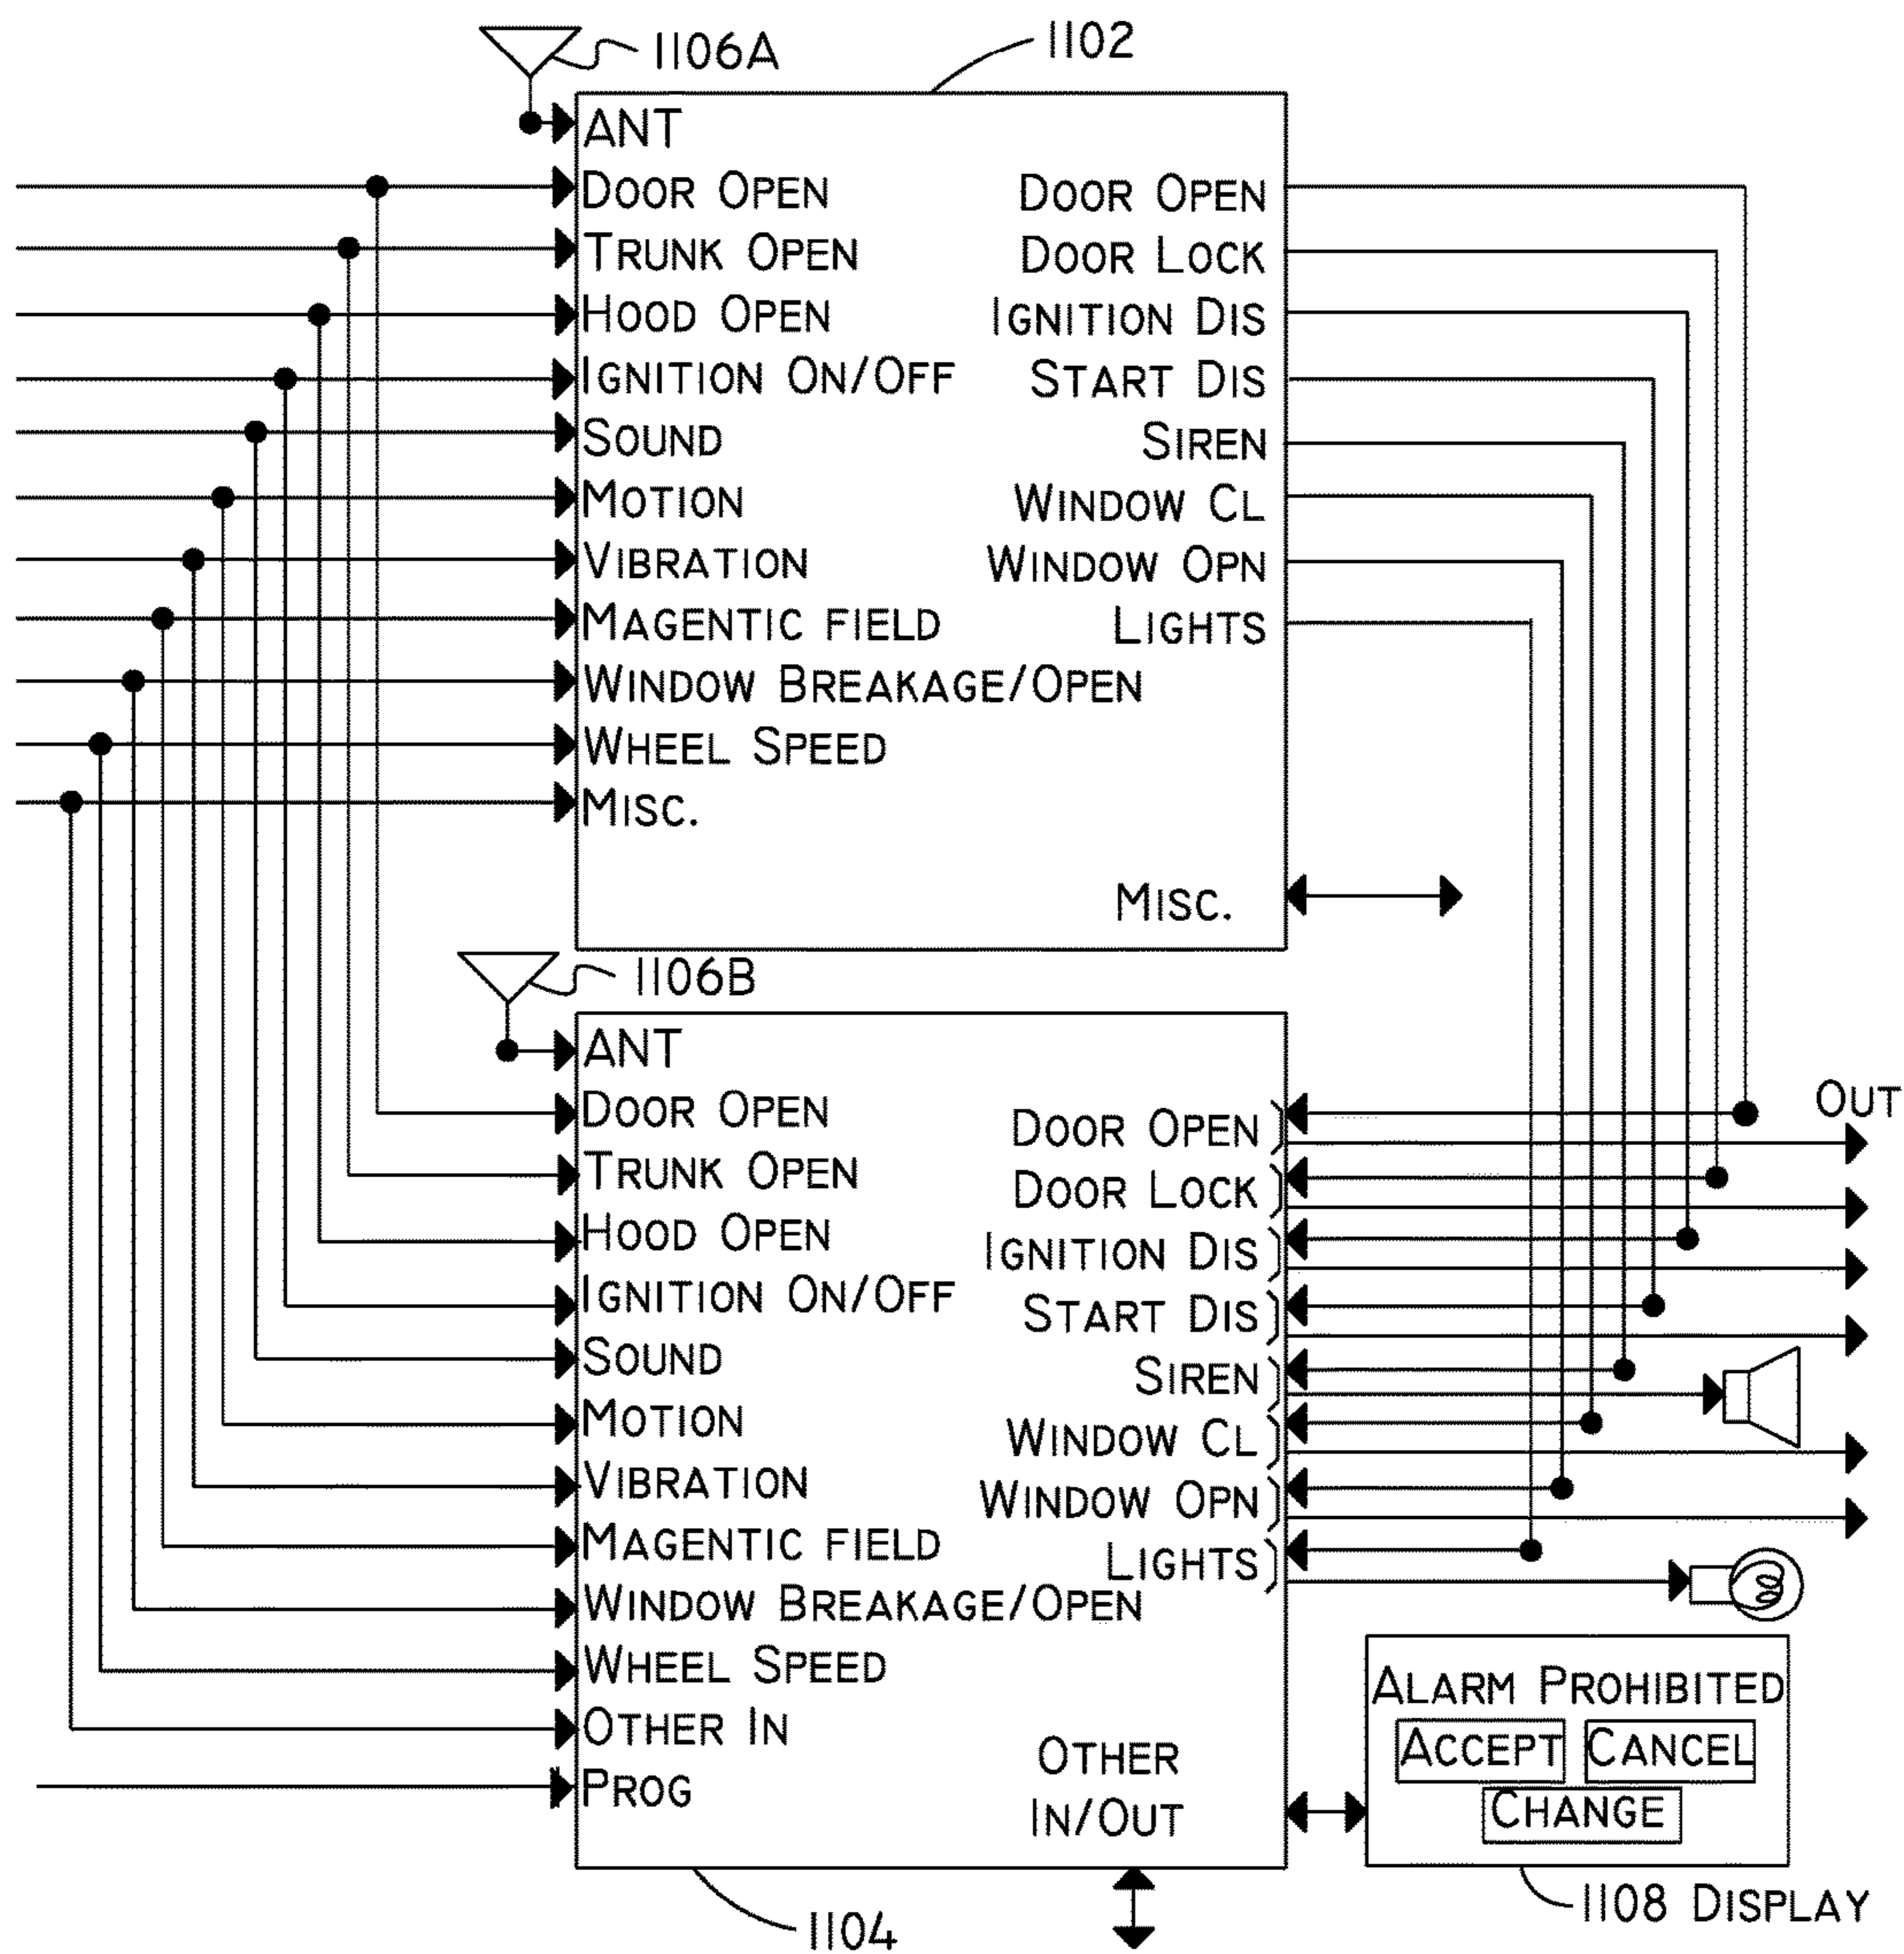 1106A
1102
ANT
DOOR OPEN
TRUNK OPEN
HOOD OPEN
IGNITION ON/OFF
SOUND
MOTION
VIBRATION
MAGENTIC FIELD
WINDOW BREAKAGE/OPEN
WHEEL SPEED
MISC.
DOOR OPEN
DOOR LOCK
IGNITION DIS
START DIS
SIREN
WINDOW CL
WINDOW OPN
LIGHTS
MISC.
1106B
ANT
DOOR OPEN
TRUNK OPEN
HOOD OPEN
IGNITION ON/OFF
SOUND
MOTION
VIBRATION
MAGENTIC FIELD
WINDOW BREAKAGE/OPEN
WHEEL SPEED
OTHER IN
PROG
DOOR OPEN
DOOR LOCK
IGNITION DIS
START DIS
SIREN
WINDOW CL
WINDOW OPN
LIGHTS
OTHER
IN/OUT
OUT
ALARM PROHIBITED
ACCEPT CANCEL
CHANGE
1108 DISPLAY
1104